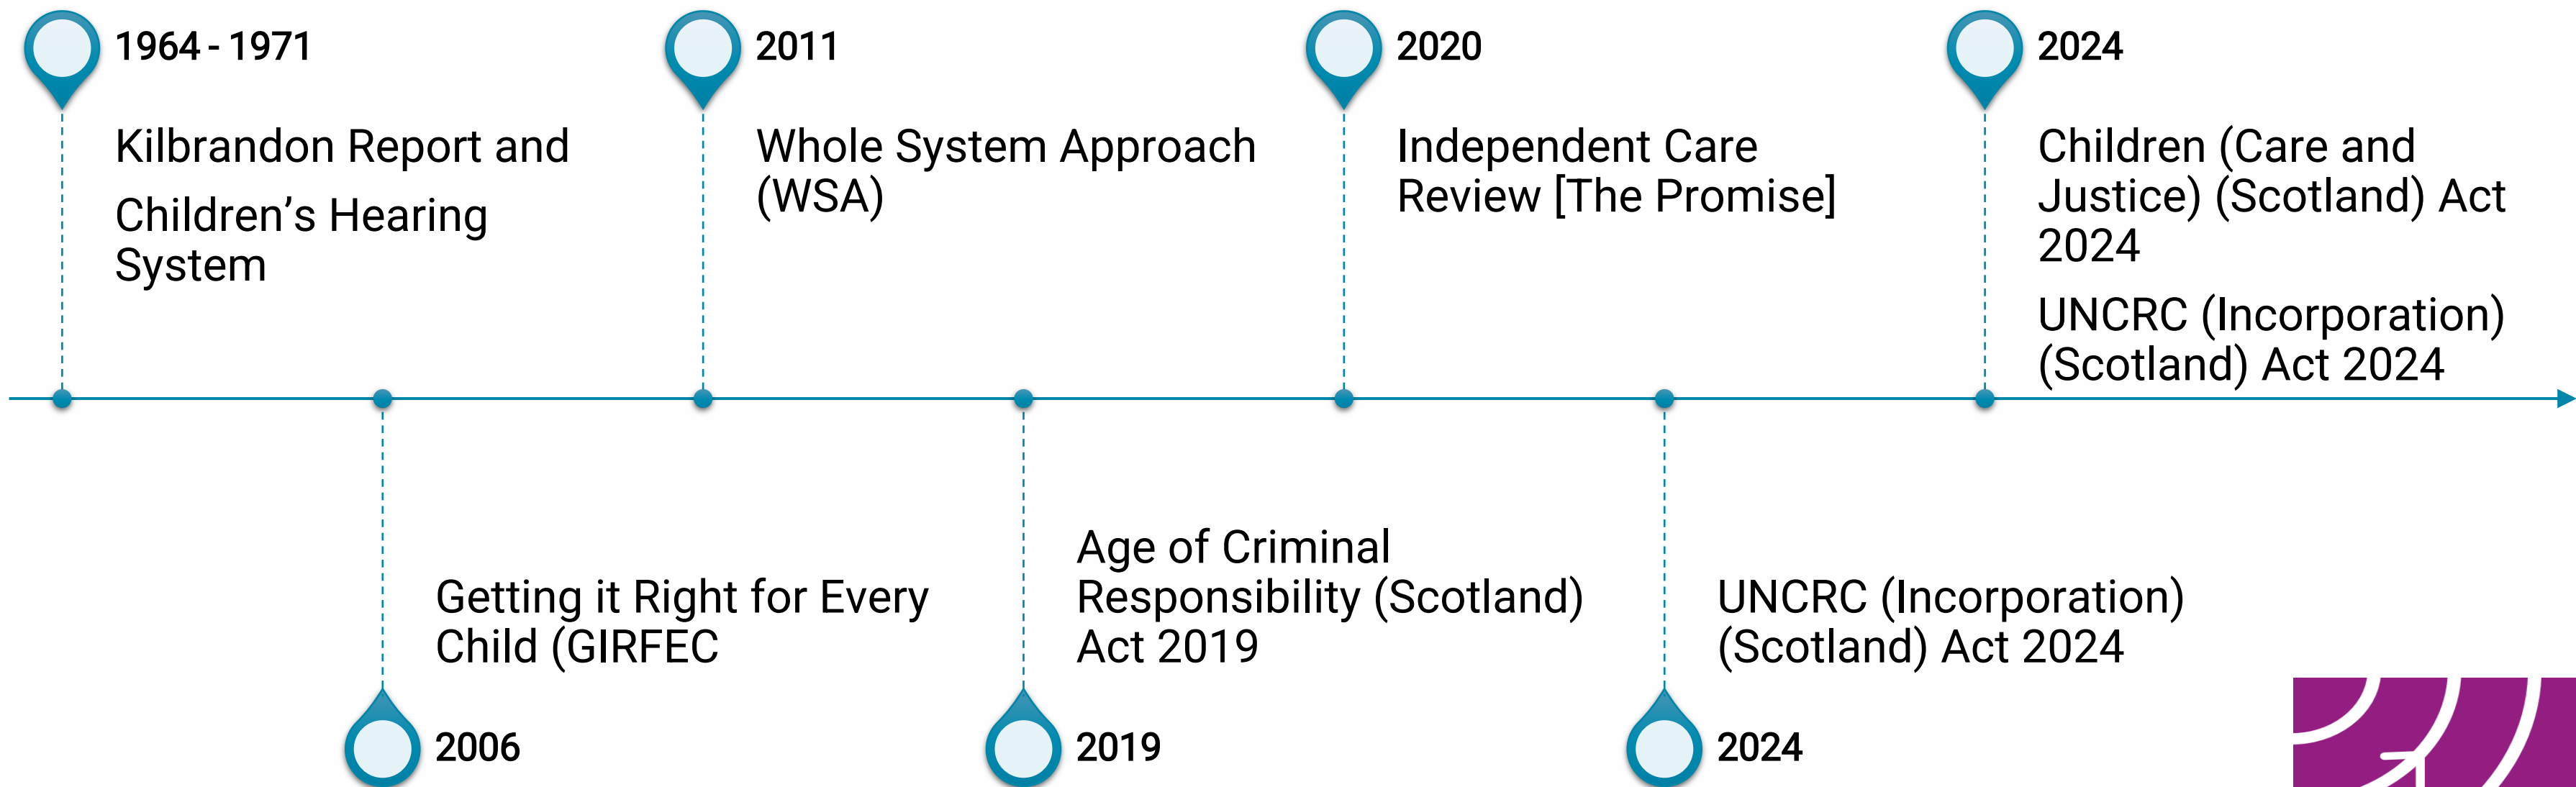 1964 - 1971
Kilbrandon Report and
Children’s Hearing
System
2006
Getting it Right for Every
Child (GIRFEC
2011
Whole System Approach
(WSA)
2019
Age of Criminal
Responsibility (Scotland)
Act 2019
2020
Independent Care
Review [The Promise]
2024
UNCRC (Incorporation)
(Scotland) Act 2024
2024
Children (Care and
Justice) (Scotland) Act
2024
UNCRC (Incorporation)
(Scotland) Act 2024